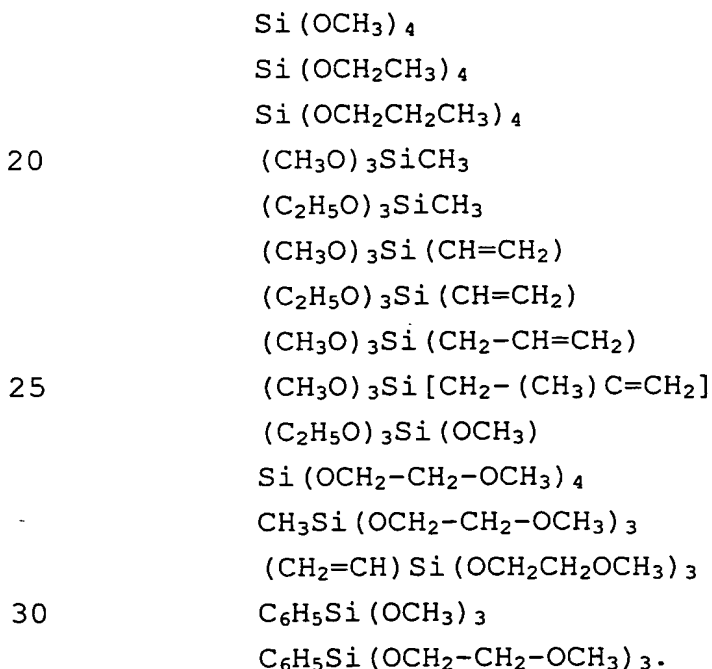 Si(OCH₃)₄
Si(OCH₂CH₃)₄
Si(OCH₂CH₂CH₃)₄
20 (CH₃O)₃SiCH₃
(C₂H₅O)₃SiCH₃
(CH₃O)₃Si(CH=CH₂)
(C₂H₅O)₃Si(CH=CH₂)
(CH₃O)₃Si(CH₂-CH=CH₂)
25 (CH₃O)₃Si[CH₂-(CH₃)C=CH₂]
(C₂H₅O)₃Si(OCH₃)
Si(OCH₂-CH₂-OCH₃)₄
CH₃Si(OCH₂-CH₂-OCH₃)₃
(CH₂=CH)Si(OCH₂CH₂OCH₃)₃
30 C₆H₅Si(OCH₃)₃
C₆H₅Si(OCH₂-CH₂-OCH₃)₃.